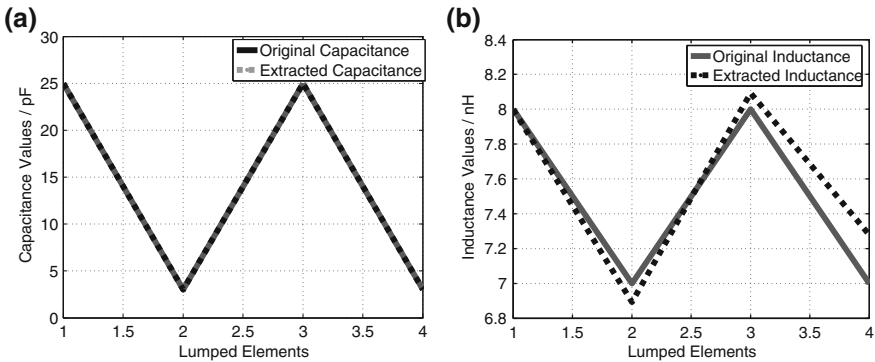 (a)
30
25
20
15
10
5
0
Capacitance Values / pF
Original Capacitance
Extracted Capacitance
1 1.5 2 2.5 3 3.5 4
Lumped Elements
(b)
8.4
8.2
8
7.8
7.6
7.4
7.2
7
6.8
Inductance Values / nH
Original Inductance
Extracted Inductance
1 1.5 2 2.5 3 3.5 4
Lumped Elements